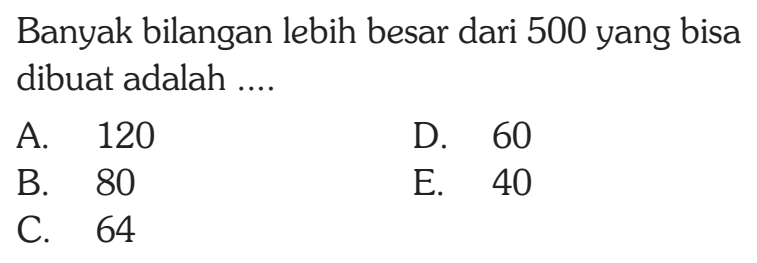 Banyak bilangan lebih besar dari 500 yang bisa
dibuat adalah ....
A. 120 D. 60
B. 80 E. 40
C. 64